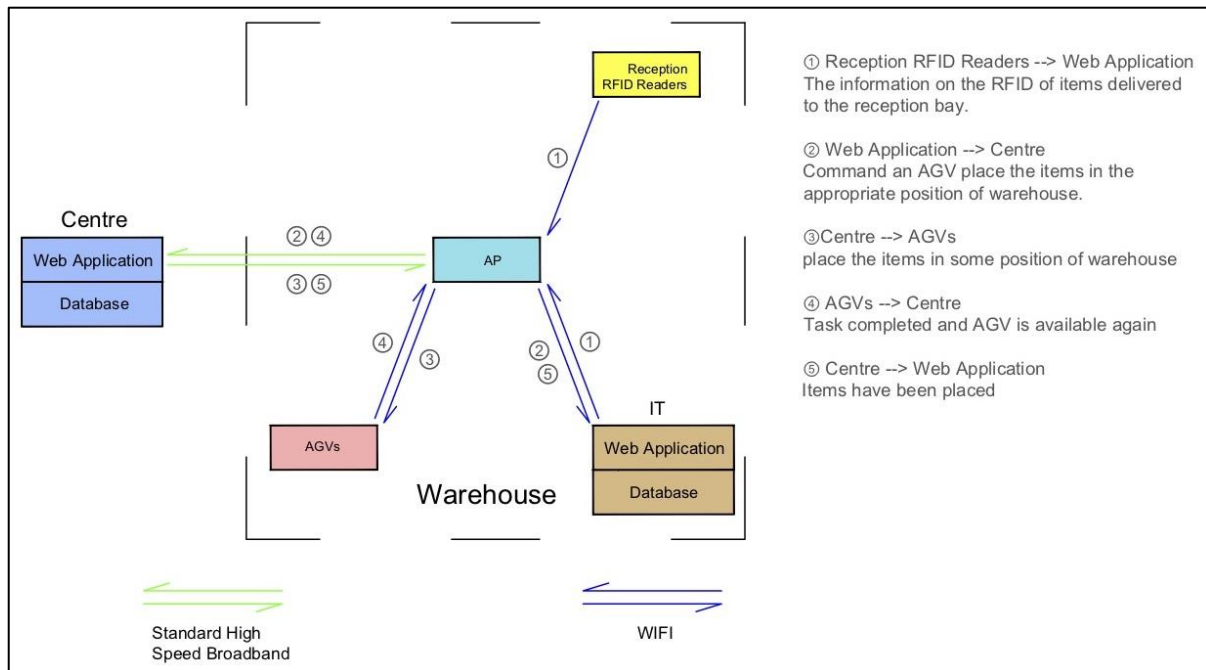 Reception
RFID Readers
①
Centre
Web Application
Database
② ④
③ ⑤
AP
④
③
②
⑤
①
AGVs
IT
Web Application
Database
Warehouse
Standard High
Speed Broadband
WIFI
① Reception RFID Readers --> Web Application
The information on the RFID of items delivered
to the reception bay.
② Web Application --> Centre
Command an AGV place the items in the
appropriate position of warehouse.
③Centre --> AGVs
place the items in some position of warehouse
④ AGVs --> Centre
Task completed and AGV is available again
⑤ Centre --> Web Application
Items have been placed